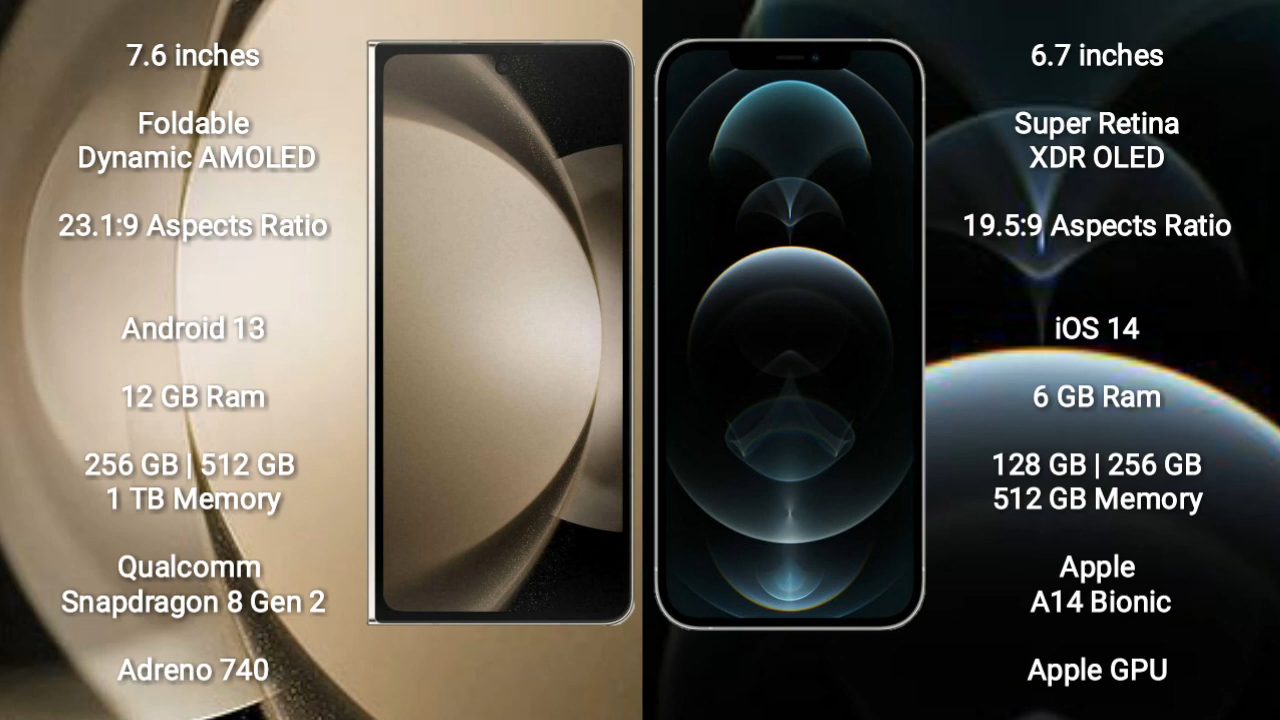 7.6 inches
Foldable
Dynamic AMOLED
23.1:9 Aspects Ratio
Android 13
12 GB Ram
256 GB | 512 GB
1 TB Memory
Qualcomm
Snapdragon 8 Gen 2
Adreno 740
6.7 inches
Super Retina
XDR OLED
19.5:9 Aspects Ratio
iOS 14
6 GB Ram
128 GB | 256 GB
512 GB Memory
Apple
A14 Bionic
Apple GPU